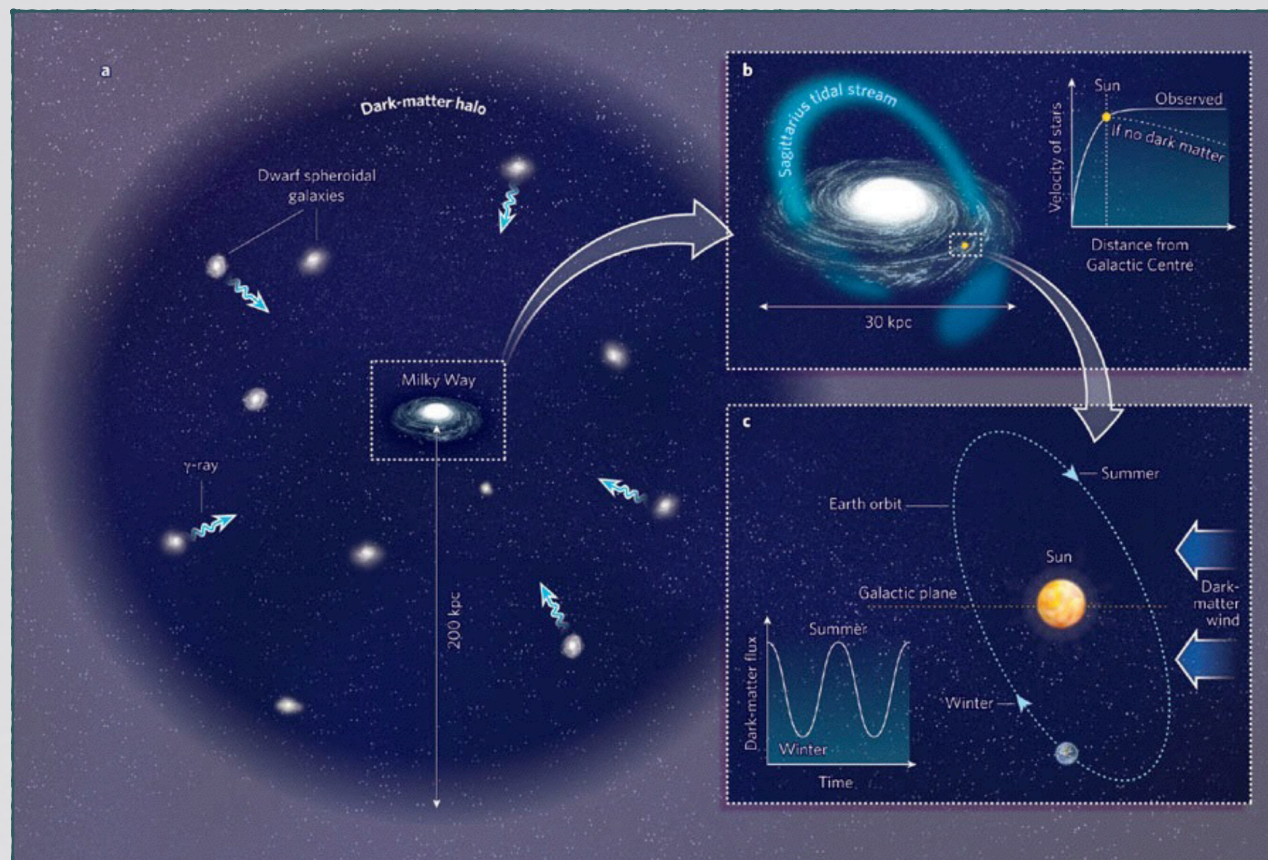 a
Dark-matter halo
Dwarf spheroidal
galaxies
Milky Way
γ-ray
200 kpc
b
Sagittarius tidal stream
30 kpc
Velocity of stars
Sun
Observed
If no dark matter
Distance from
Galactic Centre
c
Summer
Earth orbit
Sun
Galactic plane
Dark-
matter
wind
Winter
Dark-matter flux
Summer
Winter
Time